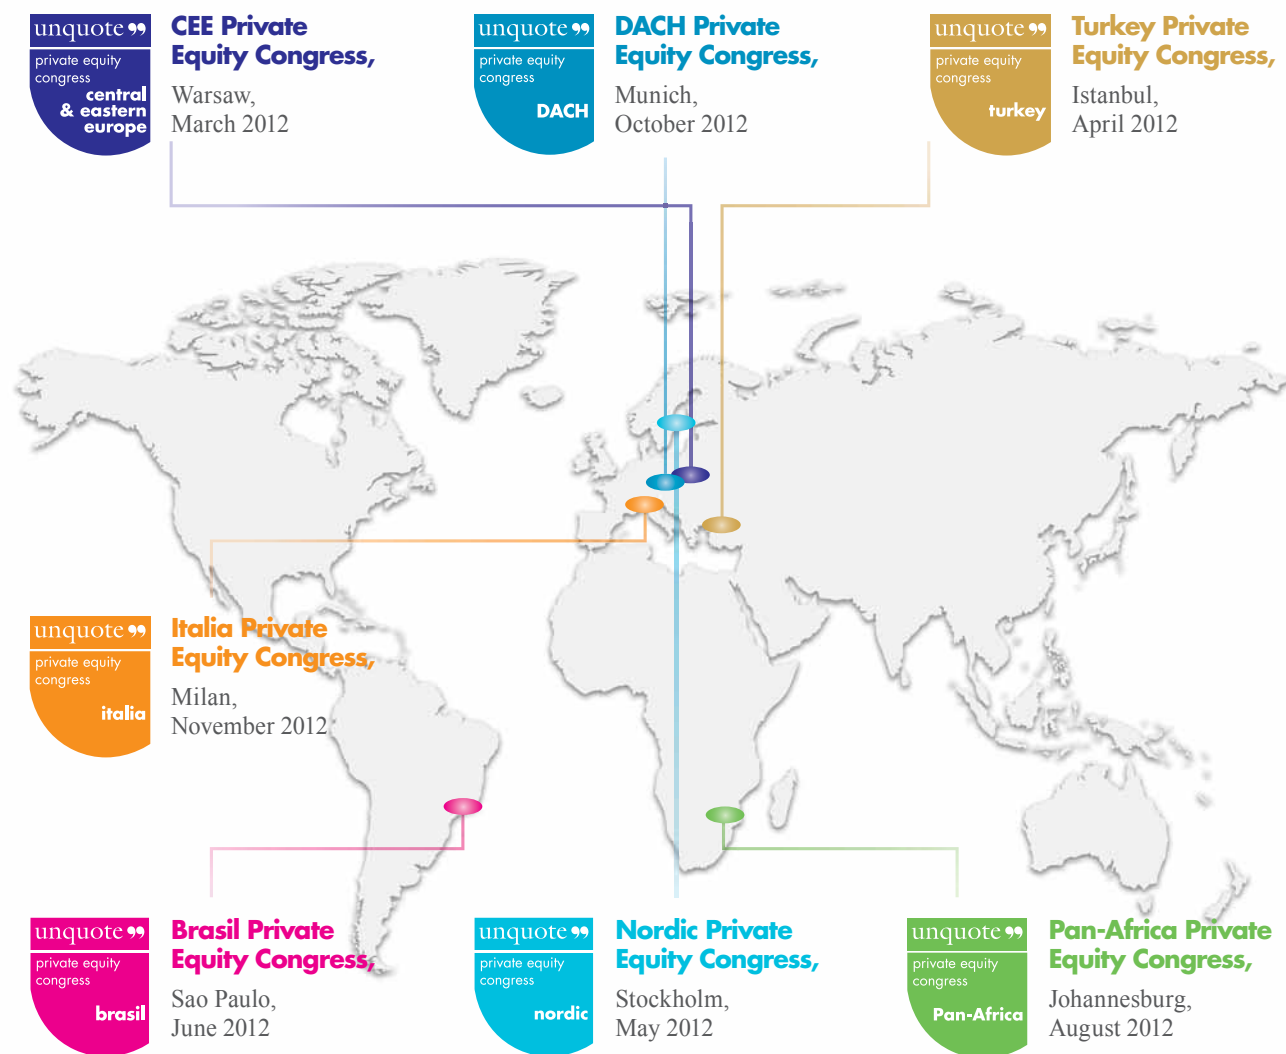 unquote”
private equity
congress
central
& eastern
europe
CEE Private
Equity Congress,
Warsaw,
March 2012
unquote”
private equity
congress
DACH
DACH Private
Equity Congress,
Munich,
October 2012
unquote”
private equity
congress
turkey
Turkey Private
Equity Congress,
Istanbul,
April 2012
unquote”
private equity
congress
italia
Italia Private
Equity Congress,
Milan,
November 2012
unquote”
private equity
congress
brasil
Brasil Private
Equity Congress,
Sao Paulo,
June 2012
unquote”
private equity
congress
nordic
Nordic Private
Equity Congress,
Stockholm,
May 2012
unquote”
private equity
congress
Pan-Africa
Pan-Africa Private
Equity Congress,
Johannesburg,
August 2012